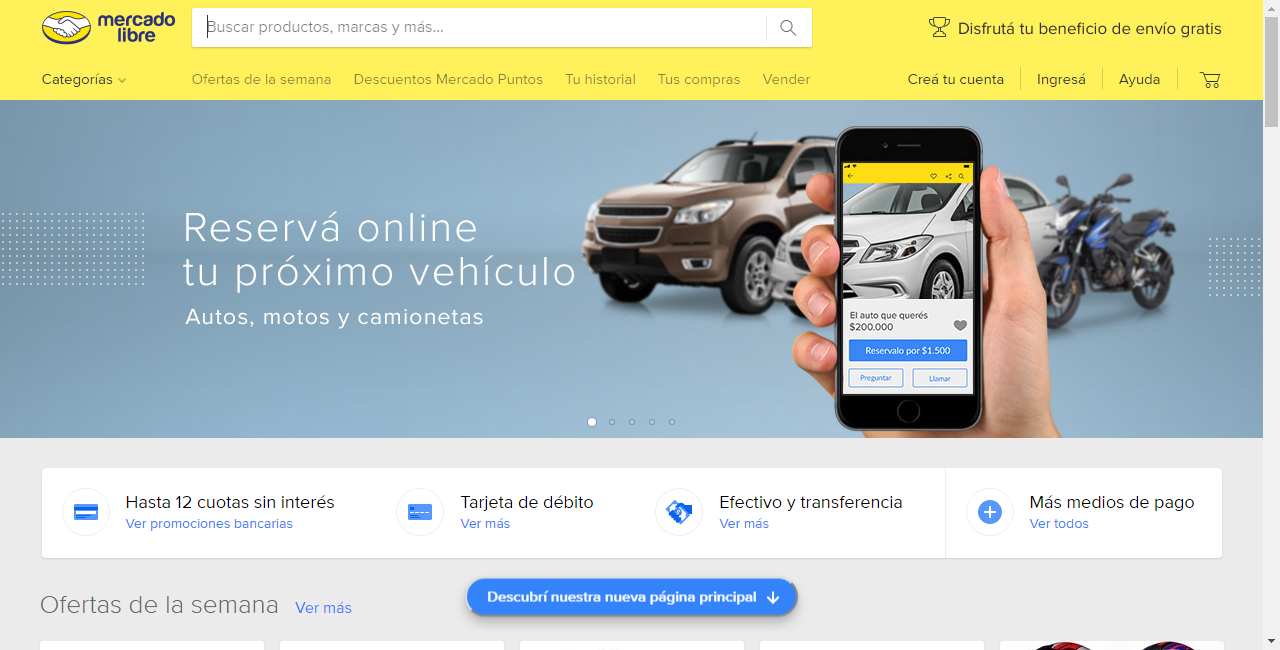 mercado
libre
Buscar productos, marcas y más...
Disfrutá tu beneficio de envío gratis
Categorías
Ofertas de la semana
Descuentos Mercado Puntos
Tu historial
Tus compras
Vender
Creá tu cuenta
Ingresá
Ayuda
Reservá online
tu próximo vehículo
Autos, motos y camionetas
El auto que querés
$200.000
Reservalo por $1.500
Preguntar
Llamar
Hasta 12 cuotas sin interés
Ver promociones bancarias
Tarjeta de débito
Ver más
Efectivo y transferencia
Ver más
Más medios de pago
Ver todos
Descubrí nuestra nueva página principal
Ofertas de la semana
Ver más